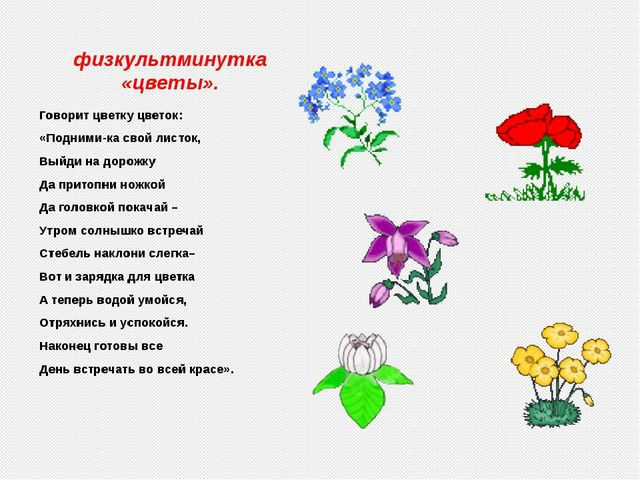 физкультминутка
«цветы».
Говорит цветку цветок:
«Подними-ка свой листок,
Выйди на дорожку
Да притопни ножкой
Да головкой покачай –
Утром солнышко встречай
Стебель наклони слегка–
Вот и зарядка для цветка
А теперь водой умойся,
Отряхнись и успокойся.
Наконец готовы все
День встречать во всей красе».